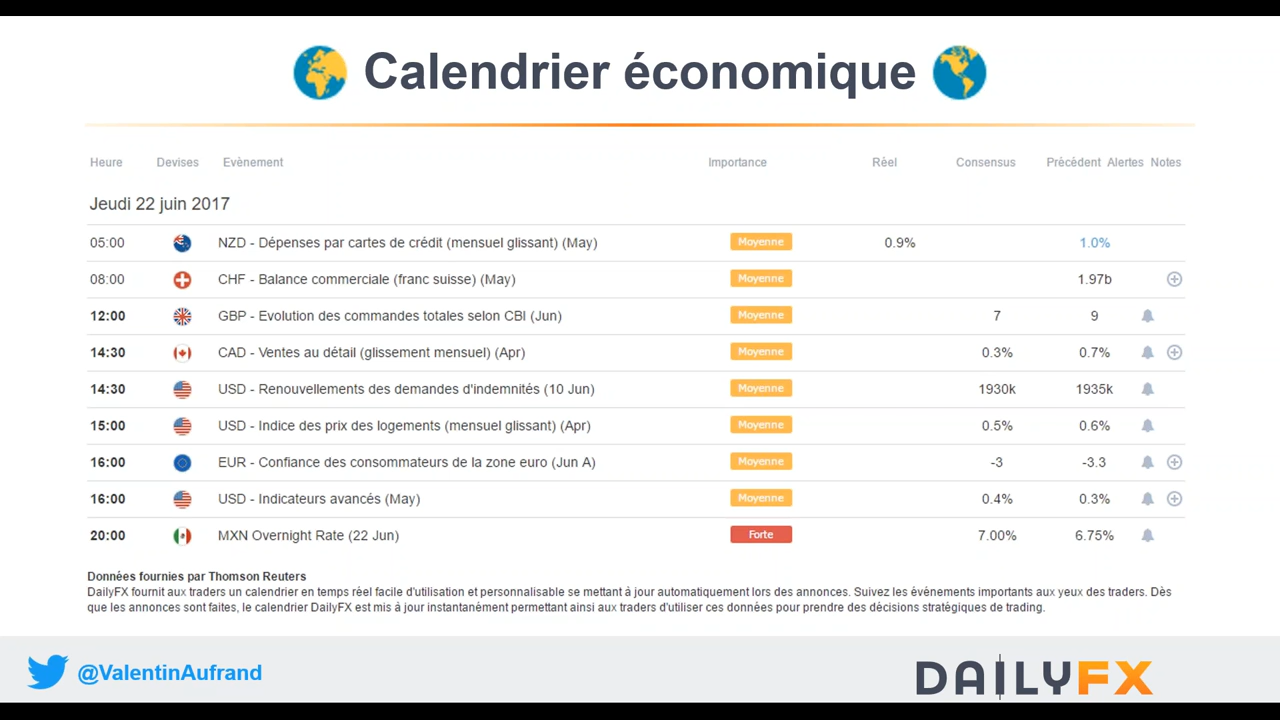 Calendrier économique
Heure Devises Evènement Importance Réel Consensus Précédent Alertes Notes
Jeudi 22 juin 2017
05:00 NZD - Dépenses par cartes de crédit (mensuel glissant) (May) Moyenne 0.9% 1.0%
08:00 CHF - Balance commerciale (franc suisse) (May) Moyenne 1.97b
12:00 GBP - Evolution des commandes totales selon CBI (Jun) Moyenne 7 9
14:30 CAD - Ventes au détail (glissement mensuel) (Apr) Moyenne 0.3% 0.7%
14:30 USD - Renouvellements des demandes d'indemnités (10 Jun) Moyenne 1930k 1935k
15:00 USD - Indice des prix des logements (mensuel glissant) (Apr) Moyenne 0.5% 0.6%
16:00 EUR - Confiance des consommateurs de la zone euro (Jun A) Moyenne -3 -3.3
16:00 USD - Indicateurs avancés (May) Moyenne 0.4% 0.3%
20:00 MXN Overnight Rate (22 Jun) Forte 7.00% 6.75%
Données fournies par Thomson Reuters
DailyFX fournit aux traders un calendrier en temps réel facile d'utilisation et personnalisable se mettant à jour automatiquement lors des annonces. Suivez les évènements importants aux yeux des traders. Dès
que les annonces sont faites, le calendrier DailyFX est mis à jour instantanément permettant ainsi aux traders d'utiliser ces données pour prendre des décisions stratégiques de trading.
@ValentinAufrand
DAILYFX